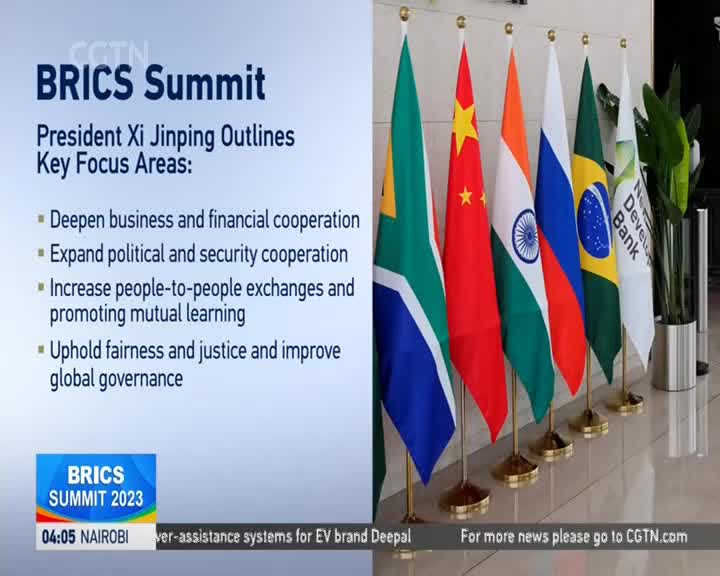 CGTN
BRICS Summit
President Xi Jinping Outlines
Key Focus Areas:
Deepen business and financial cooperation
Expand political and security cooperation
Increase people-to-people exchanges and
promoting mutual learning
Uphold fairness and justice and improve
global governance
Development
Bank
BRICS
SUMMIT 2023
04:05 NAIROBI
ver-assistance systems for EV brand Deepal
For more news please go to CGTN.com